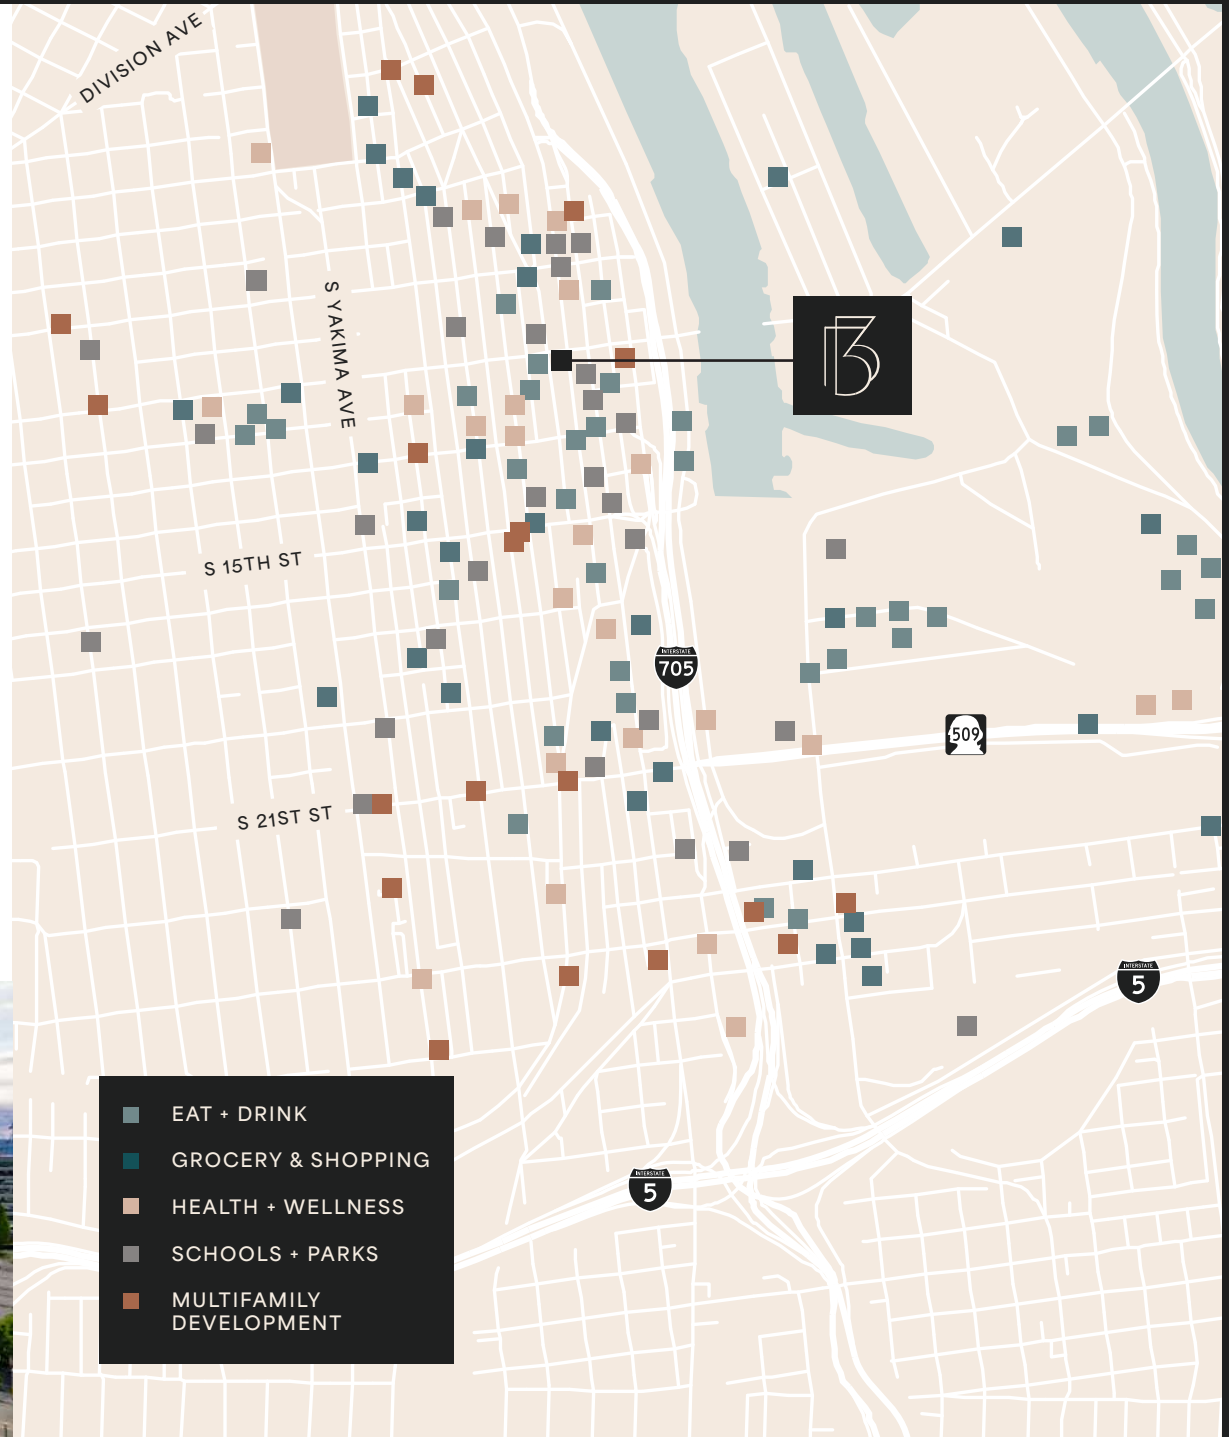 DIVISION AVE
S YAKIMA AVE
B
S 15TH ST
INTERSTATE
705
509
S 21ST ST
INTERSTATE
5
INTERSTATE
5
EAT + DRINK
GROCERY & SHOPPING
HEALTH + WELLNESS
SCHOOLS + PARKS
MULTIFAMILY
DEVELOPMENT